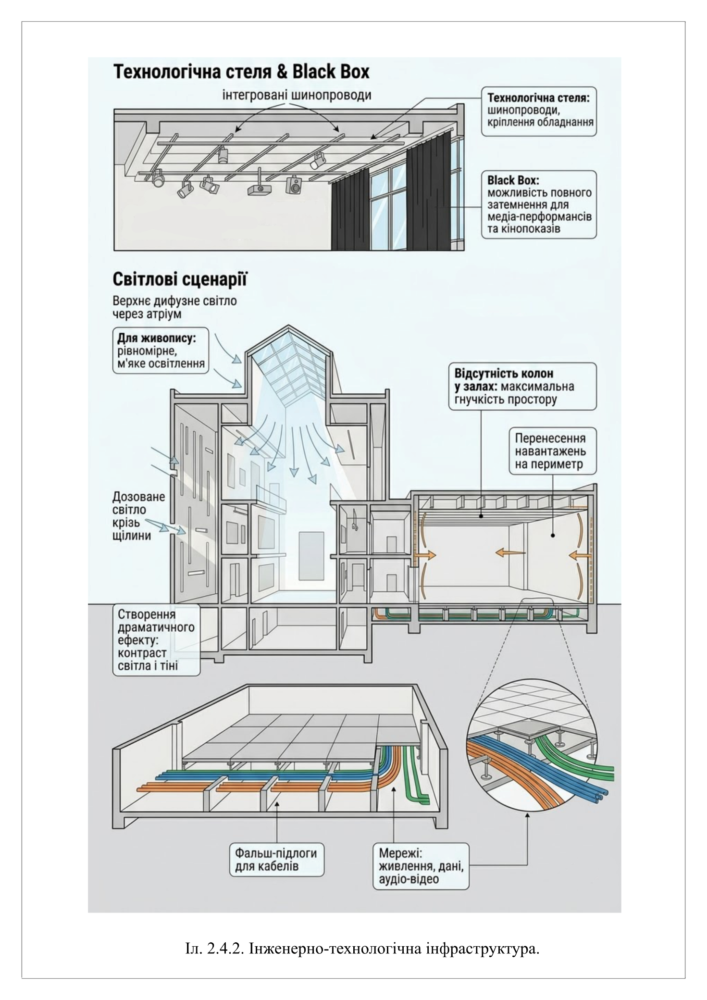 Технологічна стеля & Black Box
інтегровані шинопроводи
Технологічна стеля:
шинопроводи,
кріплення обладнання
Black Box:
можливість повного
затемнення для
медіа-перформансів
та кінопоказів
Світлові сценарії
Верхнє дифузне світло
через атріум
Для живопису:
рівномірне,
м'яке освітлення
Відсутність колон
у залах: максимальна
гнучкість простору
Перенесення
навантажень
на периметр
Дозоване
світло
крізь
щілини
Створення
драматичного
ефекту:
контраст
світла і тіні
Фальш-підлоги
для кабелів
Мережі:
живлення, дані,
аудіо-відео
Іл. 2.4.2. Інженерно-технологічна інфраструктура.